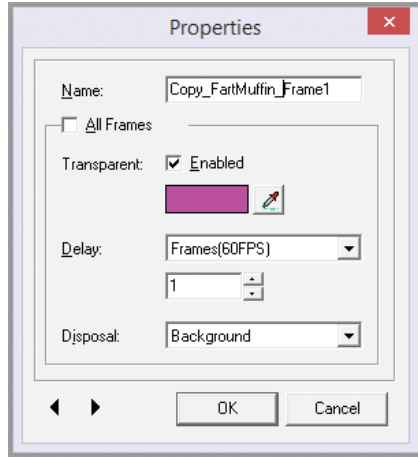 Properties
Name: Copy_FartMuffin_Frame1
All Frames
Transparent: Enabled
Delay: Frames(60FPS)
1
Disposal: Background
OK Cancel